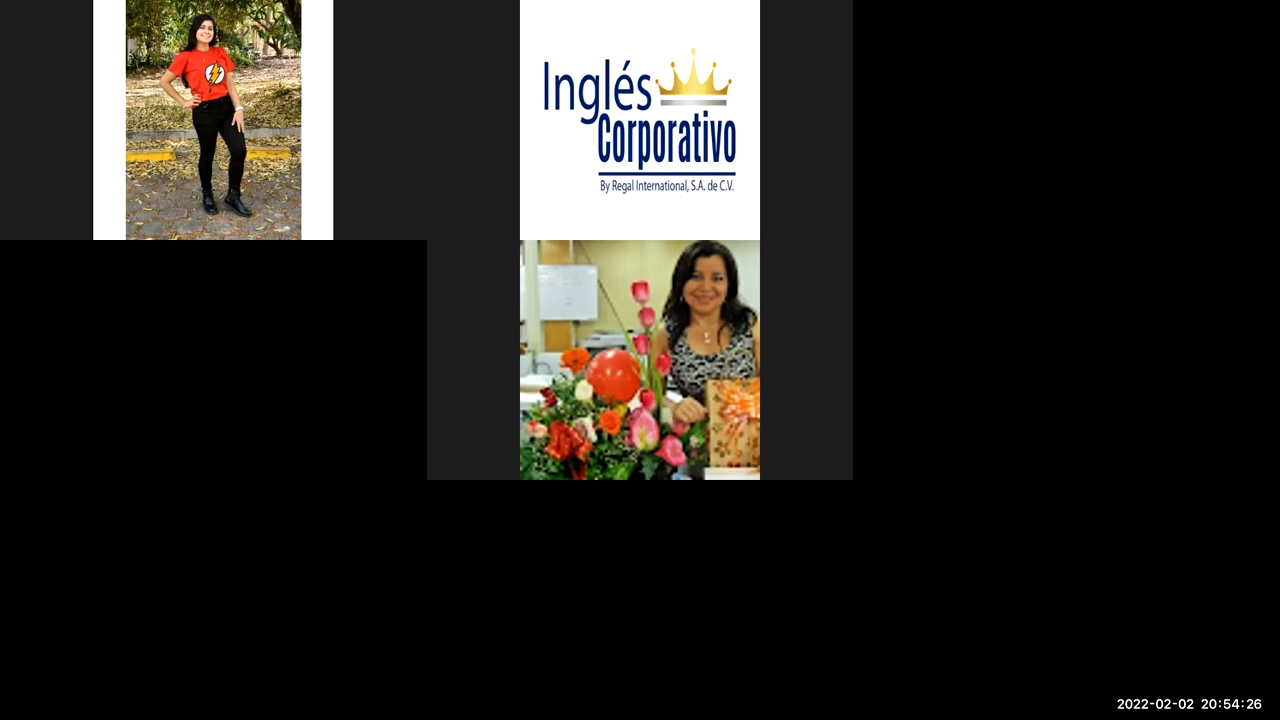 Inglés
Corporativo
By Regal International, S.A. de C.V.
2022-02-02 20:54:26